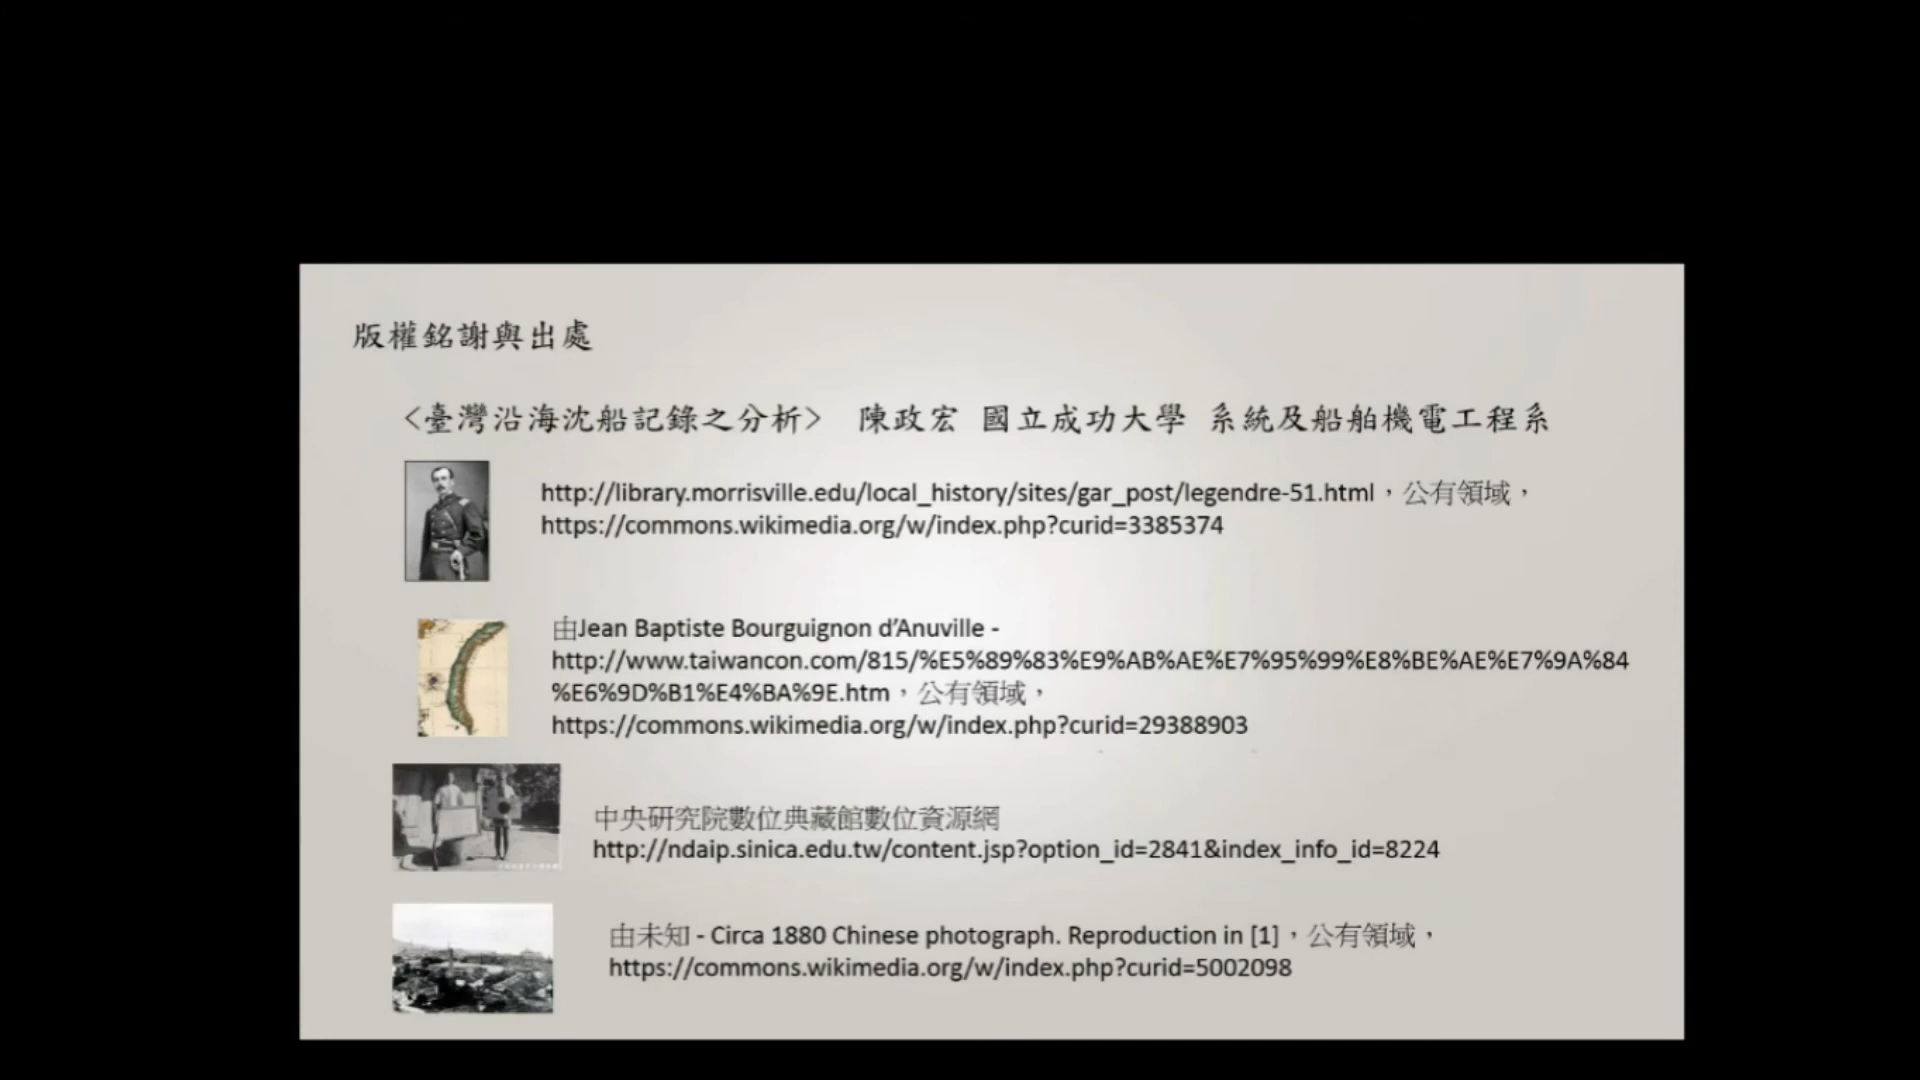 版權銘謝與出處
<臺灣沿海沈船記錄之分析> 陳政宏 國立成功大學 系統及船舶機電工程系
http://library.morrisville.edu/local_history/sites/gar_post/legendre-51.html，公有領域，
https://commons.wikimedia.org/w/index.php?curid=3385374
由Jean Baptiste Bourguignon d’Anuville -
http://www.taiwancon.com/815/%E5%89%83%E9%AB%AE%E7%95%99%E8%BE%AE%E7%9A%84
%E6%9D%B1%E4%BA%9E.htm，公有領域，
https://commons.wikimedia.org/w/index.php?curid=29388903
中央研究院數位典藏館數位資源網
http://ndaip.sinica.edu.tw/content.jsp?option_id=2841&index_info_id=8224
由未知 - Circa 1880 Chinese photograph. Reproduction in [1]，公有領域，
https://commons.wikimedia.org/w/index.php?curid=5002098